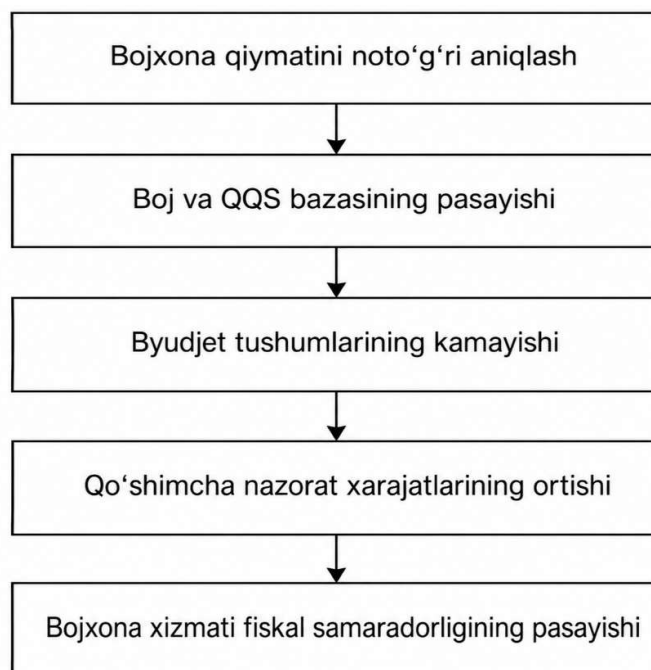 Bojxona qiymatini noto‘g‘ri aniqlash
Boj va QQS bazasining pasayishi
Byudjet tushumlarining kamayishi
Qo‘shimcha nazorat xarajatlarining ortishi
Bojxona xizmati fiskal samaradorligining pasayishi